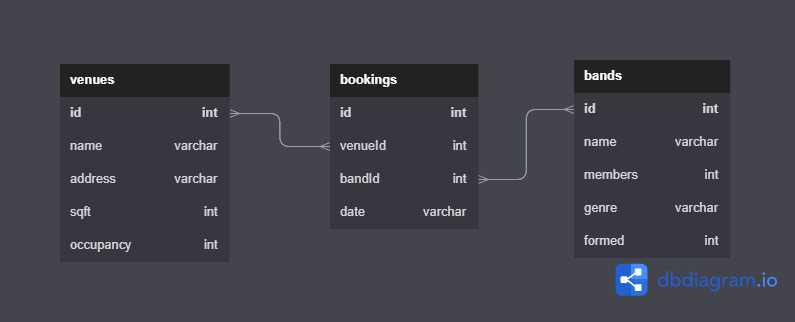 venues
id int
name varchar
address varchar
sqft int
occupancy int
bookings
id int
venueId int
bandId int
date varchar
bands
id int
name varchar
members int
genre varchar
formed int
dbdiagram.io